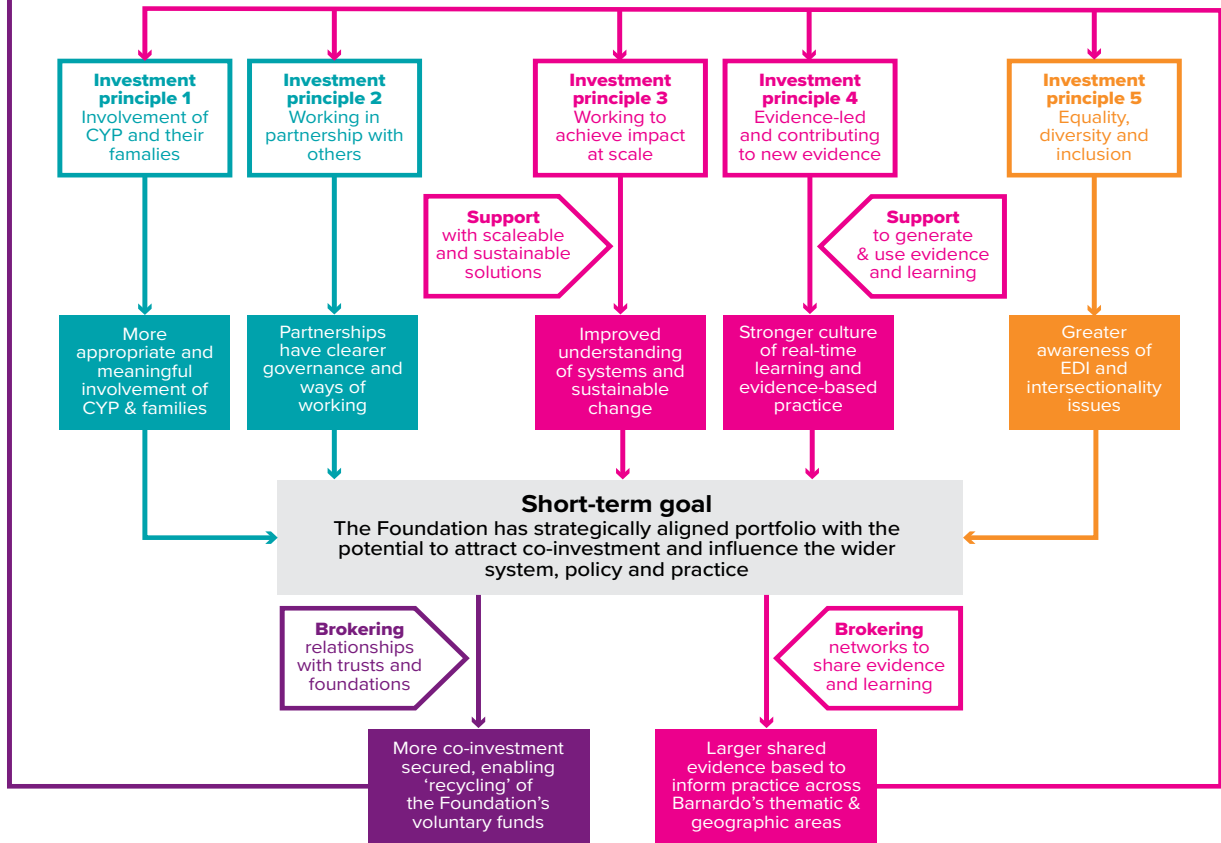 Investment
principle 1
Involvement of
CYP and their
famalies
Investment
principle 2
Working in
partnership with
others
Investment
principle 3
Working to
achieve impact
at scale
Investment
principle 4
Evidence-led
and contributing
to new evidence
Investment
principle 5
Equality,
diversity and
inclusion
Support
with scaleable
and sustainable
solutions
Support
to generate
& use evidence
and learning
More
appropriate and
meaningful
involvement of
CYP & families
Partnerships
have clearer
governance and
ways of
working
Improved
understanding
of systems and
sustainable
change
Stronger culture
of real-time
learning and
evidence-based
practice
Greater
awareness of
EDI and
intersectionality
issues
Short-term goal
The Foundation has strategically aligned portfolio with the
potential to attract co-investment and influence the wider
system, policy and practice
Brokering
relationships
with trusts and
foundations
Brokering
networks to
share evidence
and learning
More co-investment
secured, enabling
‘recycling’ of
the Foundation’s
voluntary funds
Larger shared
evidence based to
inform practice across
Barnardo’s thematic &
geographic areas